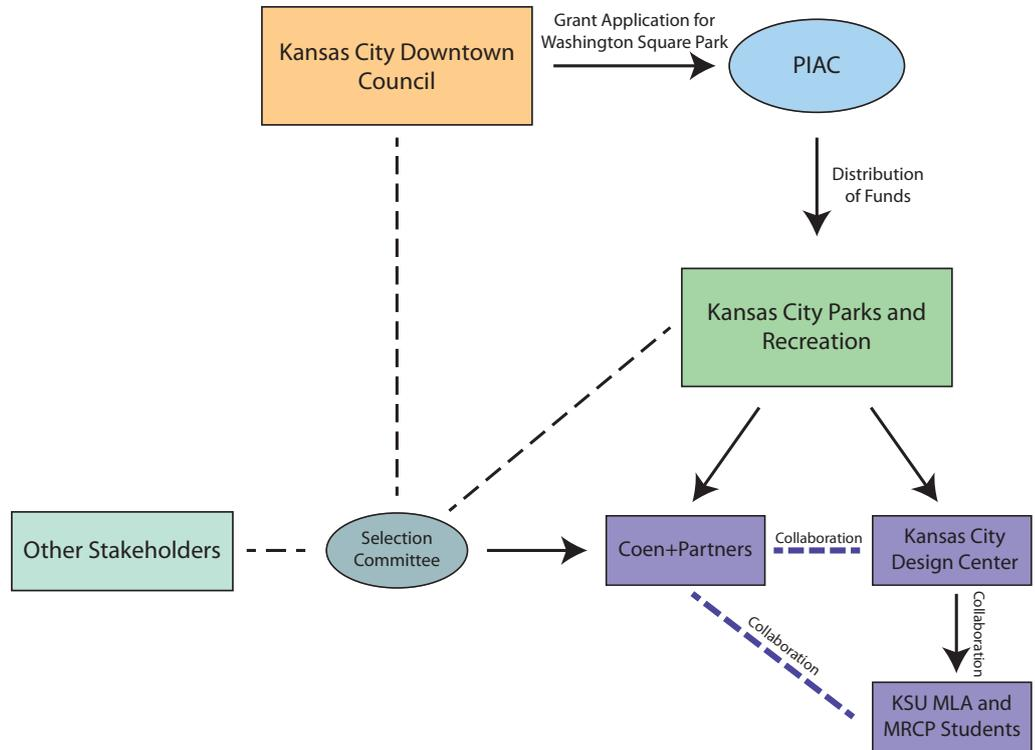 Kansas City Downtown
Council
Grant Application for
Washington Square Park
PIAC
Distribution
of Funds
Kansas City Parks and
Recreation
Other Stakeholders
Selection
Committee
Coen+Partners
Collaboration
Kansas City
Design Center
Collaboration
Collaboration
KSU MLA and
MRCP Students